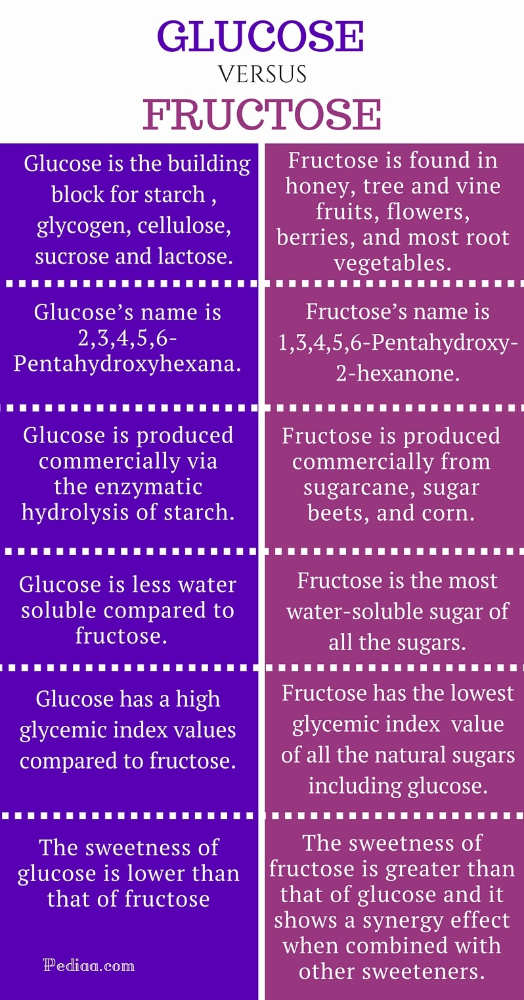 GLUCOSE
VERSUS
FRUCTOSE
Glucose is the building
block for starch ,
glycogen, cellulose,
sucrose and lactose.
Fructose is found in
honey, tree and vine
fruits, flowers,
berries, and most root
vegetables.
Glucose’s name is
2,3,4,5,6-
Pentahydroxyhexana.
Fructose’s name is
1,3,4,5,6-Pentahydroxy-
2-hexanone.
Glucose is produced
commercially via
the enzymatic
hydrolysis of starch.
Fructose is produced
commercially from
sugarcane, sugar
beets, and corn.
Glucose is less water
soluble compared to
fructose.
Fructose is the most
water-soluble sugar of
all the sugars.
Glucose has a high
glycemic index values
compared to fructose.
Fructose has the lowest
glycemic index value
of all the natural sugars
including glucose.
The sweetness of
glucose is lower than
that of fructose
The sweetness of
fructose is greater than
that of glucose and it
shows a synergy effect
when combined with
other sweeteners.
Pediaa.com